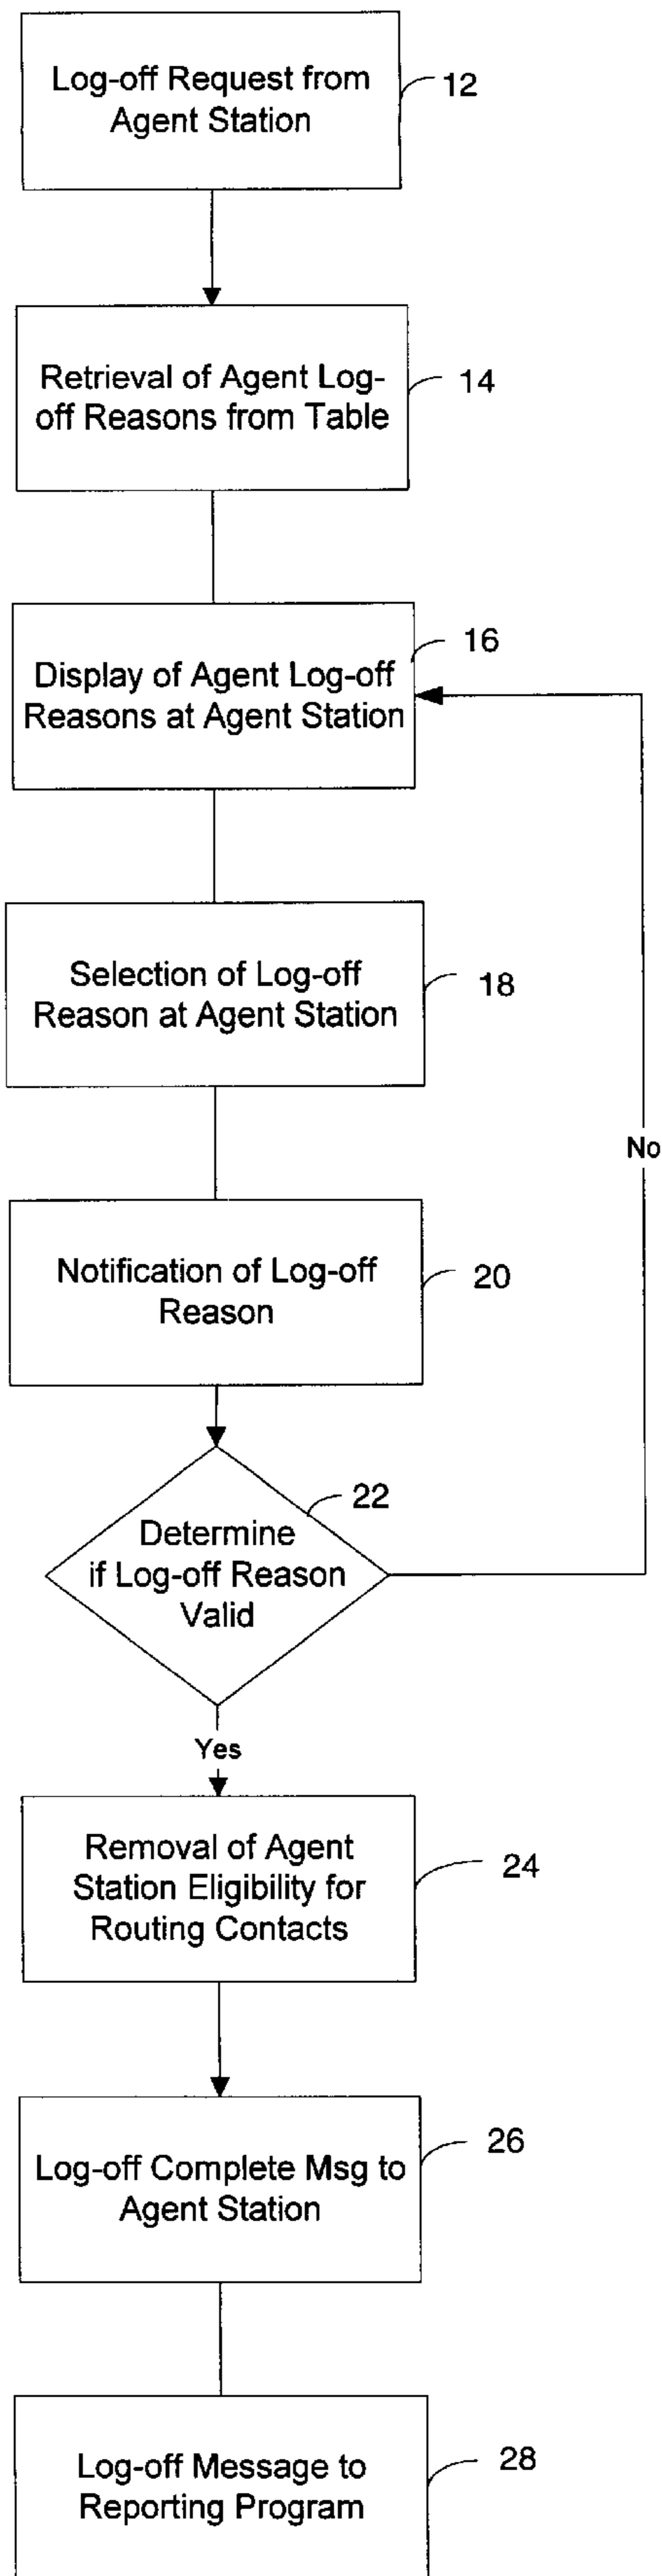 Log-off Request from
Agent Station
12
Retrieval of Agent Log-
off Reasons from Table
14
Display of Agent Log-off
Reasons at Agent Station
16
Selection of Log-off
Reason at Agent Station
18
No
Notification of Log-off
Reason
20
Determine
if Log-off Reason
Valid
22
Yes
Removal of Agent
Station Eligibility for
Routing Contacts
24
Log-off Complete Msg to
Agent Station
26
Log-off Message to
Reporting Program
28